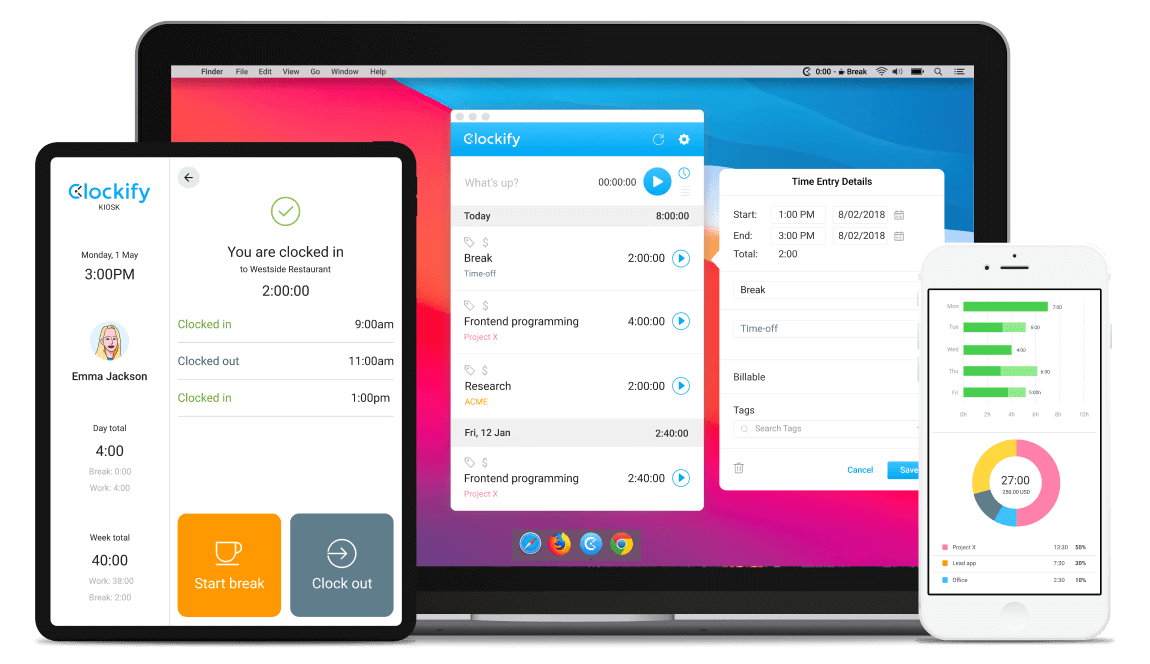 Finder File Edit View Go Window Help
0:00 - Break
Clockify
What's up?
00:00:00
Today
8:00:00
Break
Time-off
2:00:00
Frontend programming
Project X
4:00:00
Research
ACME
2:00:00
Fri, 12 Jan
2:40:00
Frontend programming
Project X
2:40:00
Time Entry Details
Start: 1:00 PM 8/02/2018
End: 3:00 PM 8/02/2018
Total: 2:00
Break
Time-off
Billable
Tags
Search Tags
Cancel
Save
Clockify
KIOSK
Monday, 1 May
3:00PM
Emma Jackson
Day total
4:00
Break: 0:00
Work: 4:00
Week total
40:00
Work: 38:00
Break: 2:00
You are clocked in
to Westside Restaurant
2:00:00
Clocked in 9:00am
Clocked out 11:00am
Clocked in 1:00pm
Start break
Clock out
Mon 7:00
Tue 5:00
Wed 4:00
Thu 6:00
Fri
0h 2h 4h 6h 8h 10h
27:00
250.00 USD
Project X 13:30 50%
Lead app 7:30 30%
Office 2:30 10%